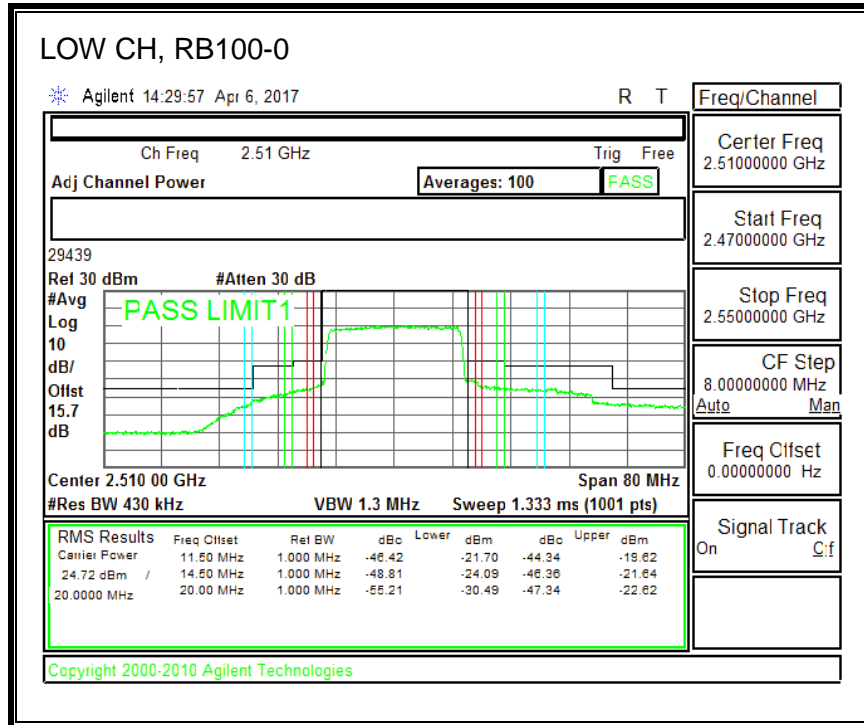 LOW CH, RB100-0
Agilent 14:29:57 Apr 6, 2017 R T
Freq/Channel
Ch Freq 2.51 GHz Trig Free
Adj Channel Power Averages: 100 PASS
Center Freq
2.51000000 GHz
Start Freq
2.47000000 GHz
Stop Freq
2.55000000 GHz
CF Step
8.00000000 MHz
Auto Man
Freq Offset
0.00000000 Hz
Signal Track
On Off
29439
Ref 30 dBm #Atten 30 dB
#Avg
Log
10
dB/
Offst
15.7
dB
PASS LIMIT1
Center 2.510 00 GHz Span 80 MHz
#Res BW 430 kHz VBW 1.3 MHz Sweep 1.333 ms (1001 pts)
RMS Results Freq Offset Ref BW dBc Lower dBm dBc Upper dBm
Carrier Power 11.50 MHz 1.000 MHz -46.42 -21.70 -44.34 -19.62
24.72 dBm / 14.50 MHz 1.000 MHz -48.81 -24.09 -46.36 -21.64
20.0000 MHz 20.00 MHz 1.000 MHz -55.21 -30.49 -47.34 -22.62
Copyright 2000-2010 Agilent Technologies